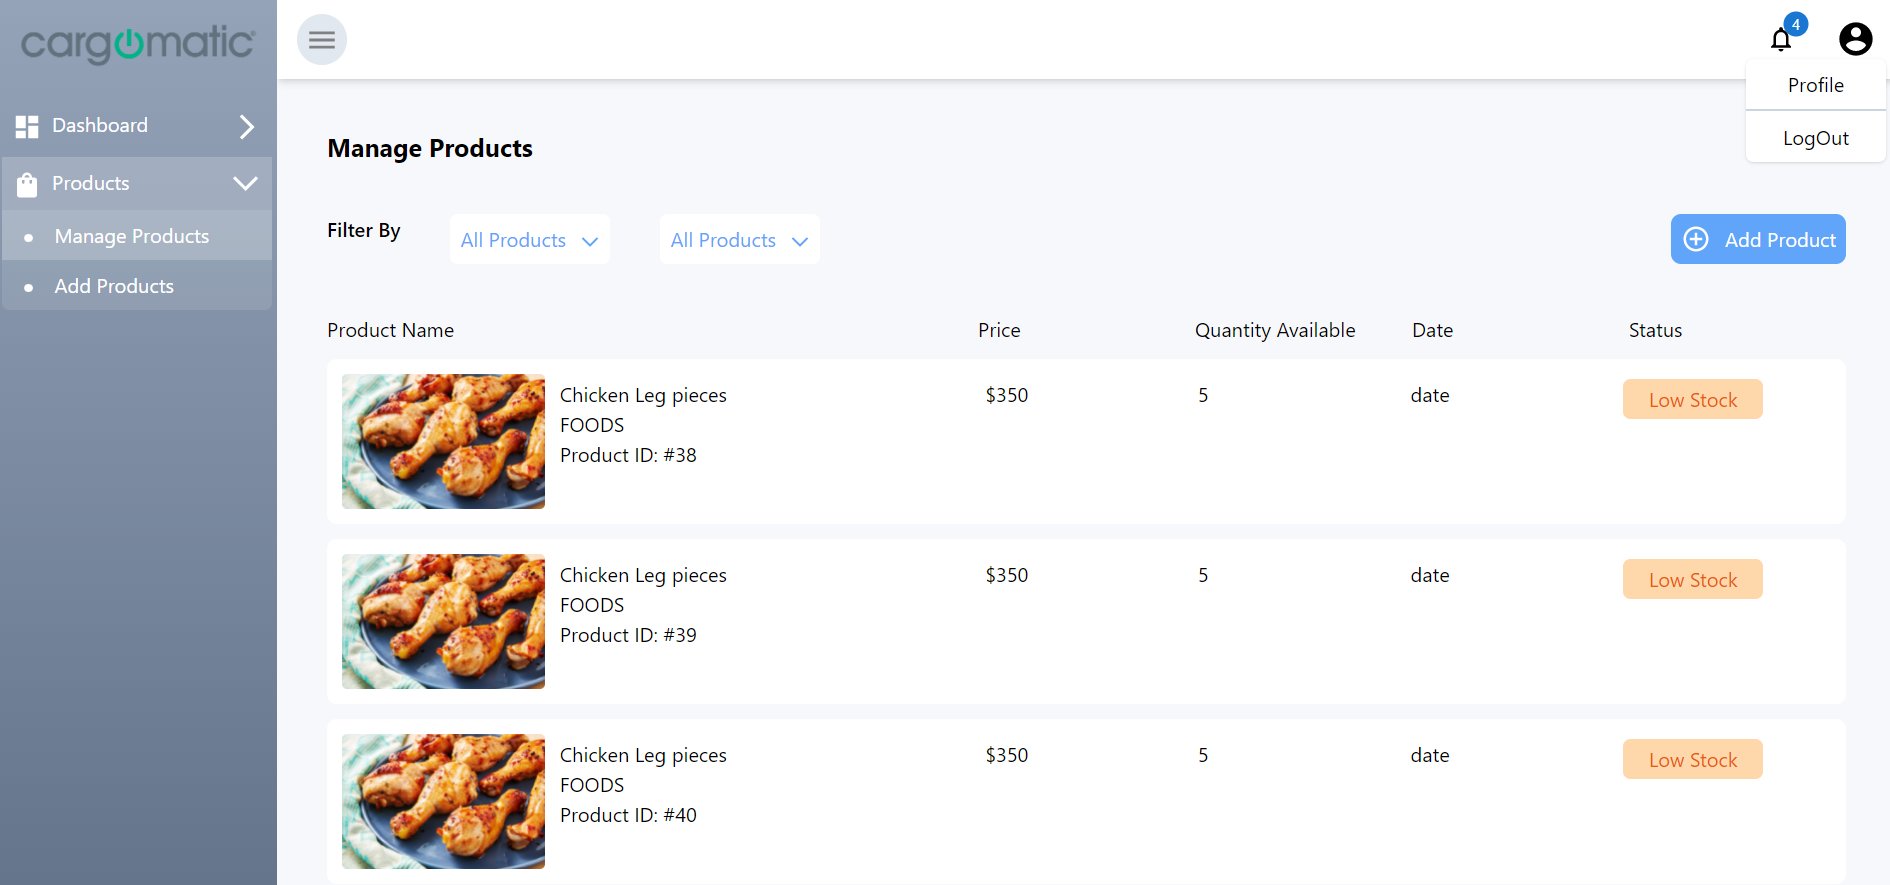 cargomatic
4
Profile
LogOut
Dashboard
Products
Manage Products
Add Products
Manage Products
Filter By
All Products
All Products
Add Product
Product Name
Price
Quantity Available
Date
Status
Chicken Leg pieces
FOODS
Product ID: #38
$350
5
date
Low Stock
Chicken Leg pieces
FOODS
Product ID: #39
$350
5
date
Low Stock
Chicken Leg pieces
FOODS
Product ID: #40
$350
5
date
Low Stock